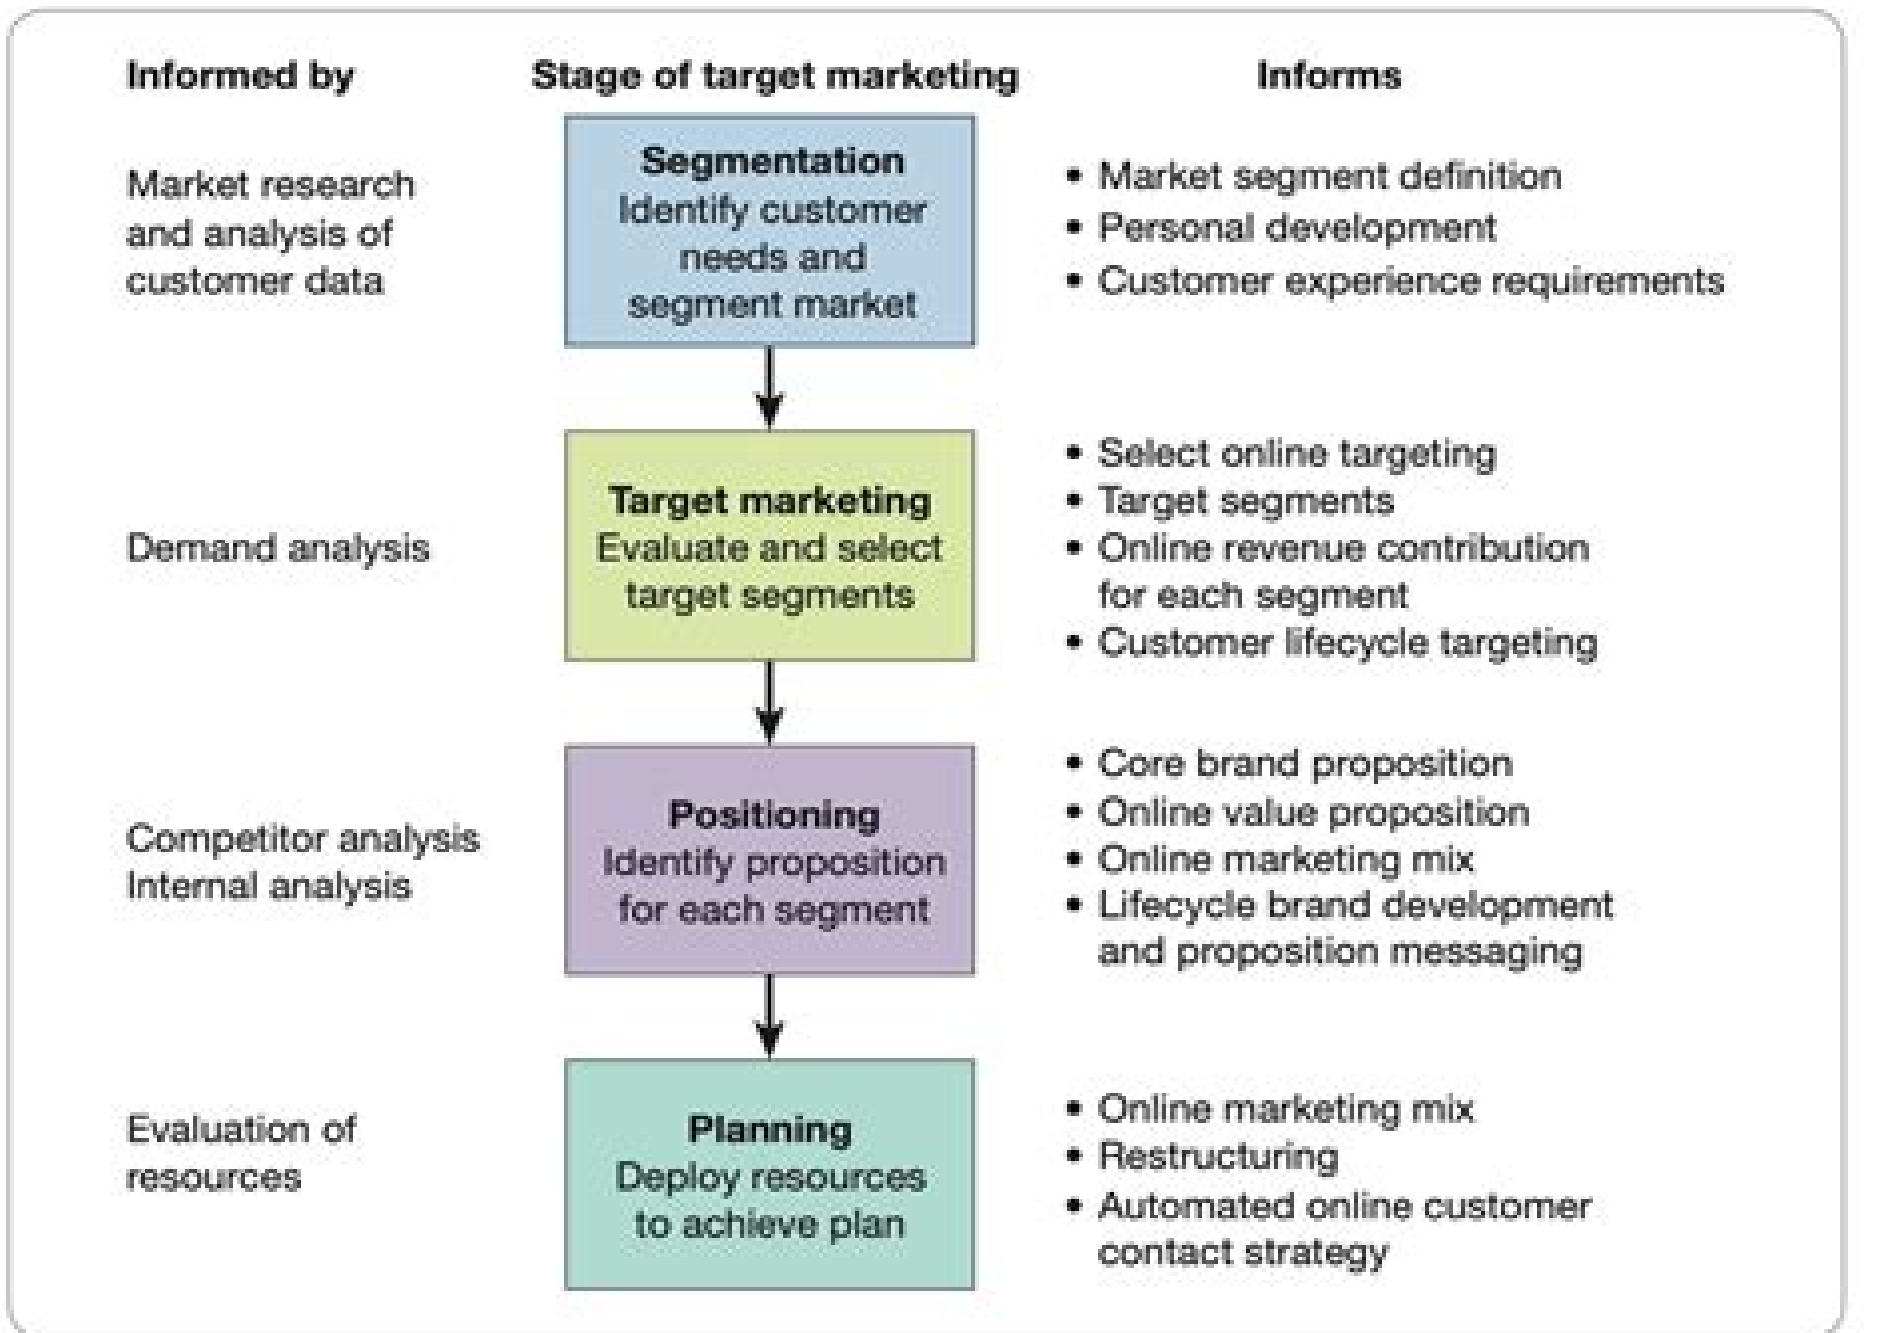 Informed by
Stage of target marketing
Informs
Market research
and analysis of
customer data
Segmentation
Identify customer
needs and
segment market
• Market segment definition
• Personal development
• Customer experience requirements
Demand analysis
Target marketing
Evaluate and select
target segments
• Select online targeting
• Target segments
• Online revenue contribution
for each segment
• Customer lifecycle targeting
Competitor analysis
Internal analysis
Positioning
Identify proposition
for each segment
• Core brand proposition
• Online value proposition
• Online marketing mix
• Lifecycle brand development
and proposition messaging
Evaluation of
resources
Planning
Deploy resources
to achieve plan
• Online marketing mix
• Restructuring
• Automated online customer
contact strategy